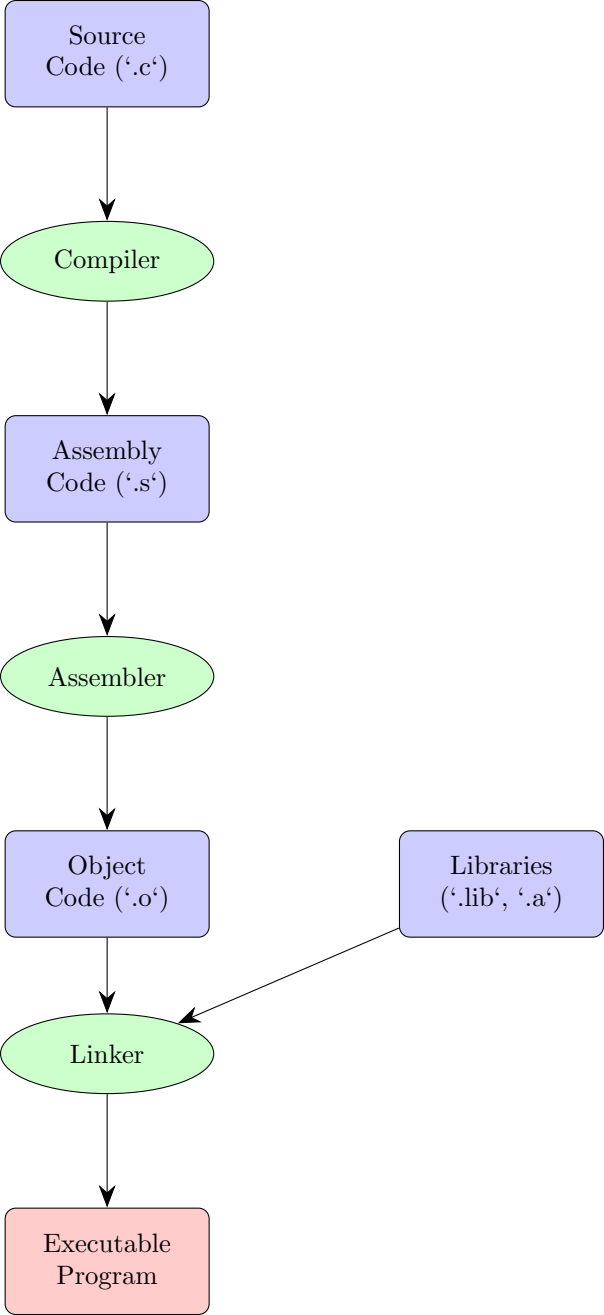 Source
Code (‘.c‘)
Compiler
Assembly
Code (‘.s‘)
Assembler
Object
Code (‘.o‘)
Libraries
(‘.lib‘, ‘.a‘)
Linker
Executable
Program